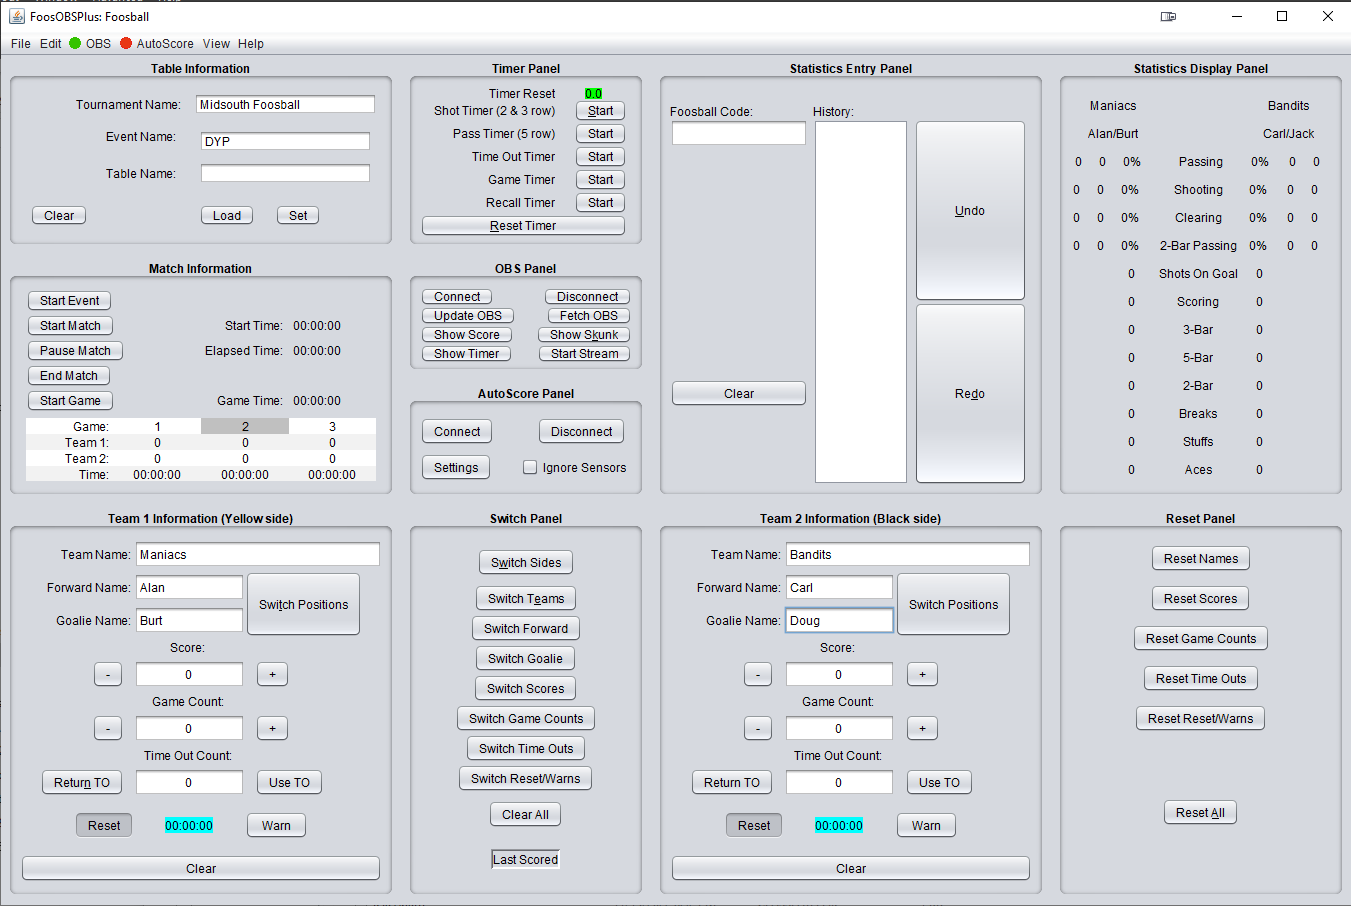 FoosOBSPlus: Foosball
File Edit OBS AutoScore View Help
Table Information
Tournament Name: Midsouth Foosball
Event Name: DYP
Table Name:
Clear Load Set
Timer Panel
Timer Reset 0.0
Shot Timer (2 & 3 row) Start
Pass Timer (5 row) Start
Time Out Timer Start
Game Timer Start
Recall Timer Start
Reset Timer
Statistics Entry Panel
Foosball Code: History:
Undo
Clear Redo
Statistics Display Panel
Maniacs Bandits
Alan/Burt Carl/Jack
0 0 0% Passing 0% 0 0
0 0 0% Shooting 0% 0 0
0 0 0% Clearing 0% 0 0
0 0 0% 2-Bar Passing 0% 0 0
0 Shots On Goal 0
0 Scoring 0
0 3-Bar 0
0 5-Bar 0
0 2-Bar 0
0 Breaks 0
0 Stuffs 0
0 Aces 0
Match Information
Start Event
Start Match Start Time: 00:00:00
Pause Match Elapsed Time: 00:00:00
End Match
Start Game Game Time: 00:00:00
Game: 1 2 3
Team 1: 0 0 0
Team 2: 0 0 0
Time: 00:00:00 00:00:00 00:00:00
OBS Panel
Connect Disconnect
Update OBS Fetch OBS
Show Score Show Skunk
Show Timer Start Stream
AutoScore Panel
Connect Disconnect
Settings Ignore Sensors
Team 1 Information (Yellow side)
Team Name: Maniacs
Forward Name: Alan
Goalie Name: Burt
Switch Positions
Score:
- 0 +
Game Count:
- 0 +
Time Out Count:
Return TO 0 Use TO
Reset 00:00:00 Warn
Clear
Switch Panel
Switch Sides
Switch Teams
Switch Forward
Switch Goalie
Switch Scores
Switch Game Counts
Switch Time Outs
Switch Reset/Warns
Clear All
Last Scored
Team 2 Information (Black side)
Team Name: Bandits
Forward Name: Carl
Goalie Name: Doug
Switch Positions
Score:
- 0 +
Game Count:
- 0 +
Time Out Count:
Return TO 0 Use TO
Reset 00:00:00 Warn
Clear
Reset Panel
Reset Names
Reset Scores
Reset Game Counts
Reset Time Outs
Reset Reset/Warns
Reset All